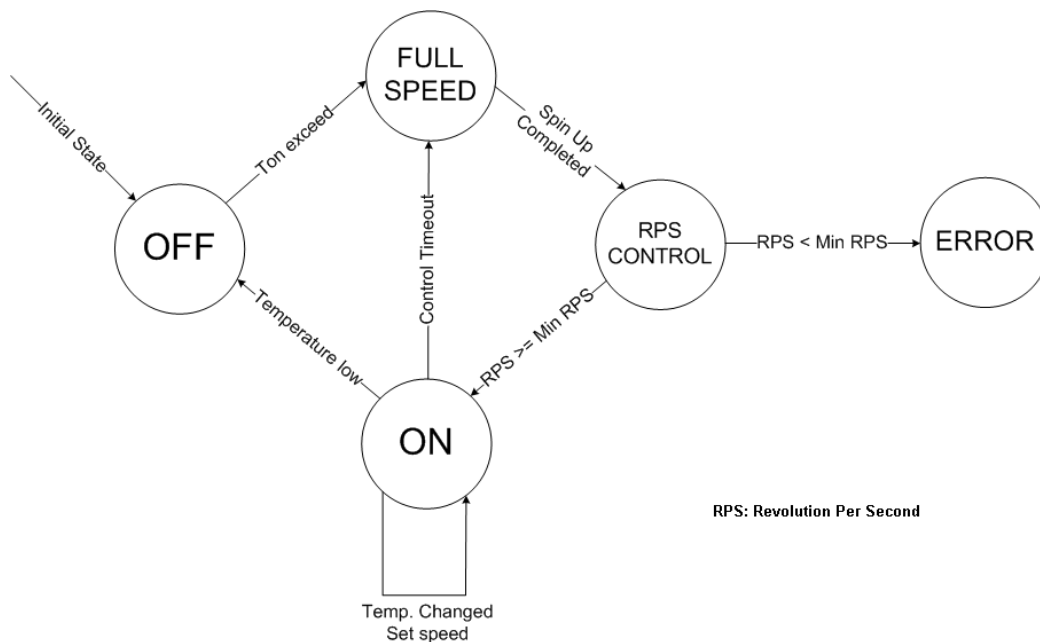 FULL
SPEED
Initial State
Ton exceed
Spin Up
Completed
OFF
Control Timeout
RPS
CONTROL
RPS < Min RPS
ERROR
Temperature low
RPS >= Min RPS
ON
RPS: Revolution Per Second
Temp. Changed
Set speed